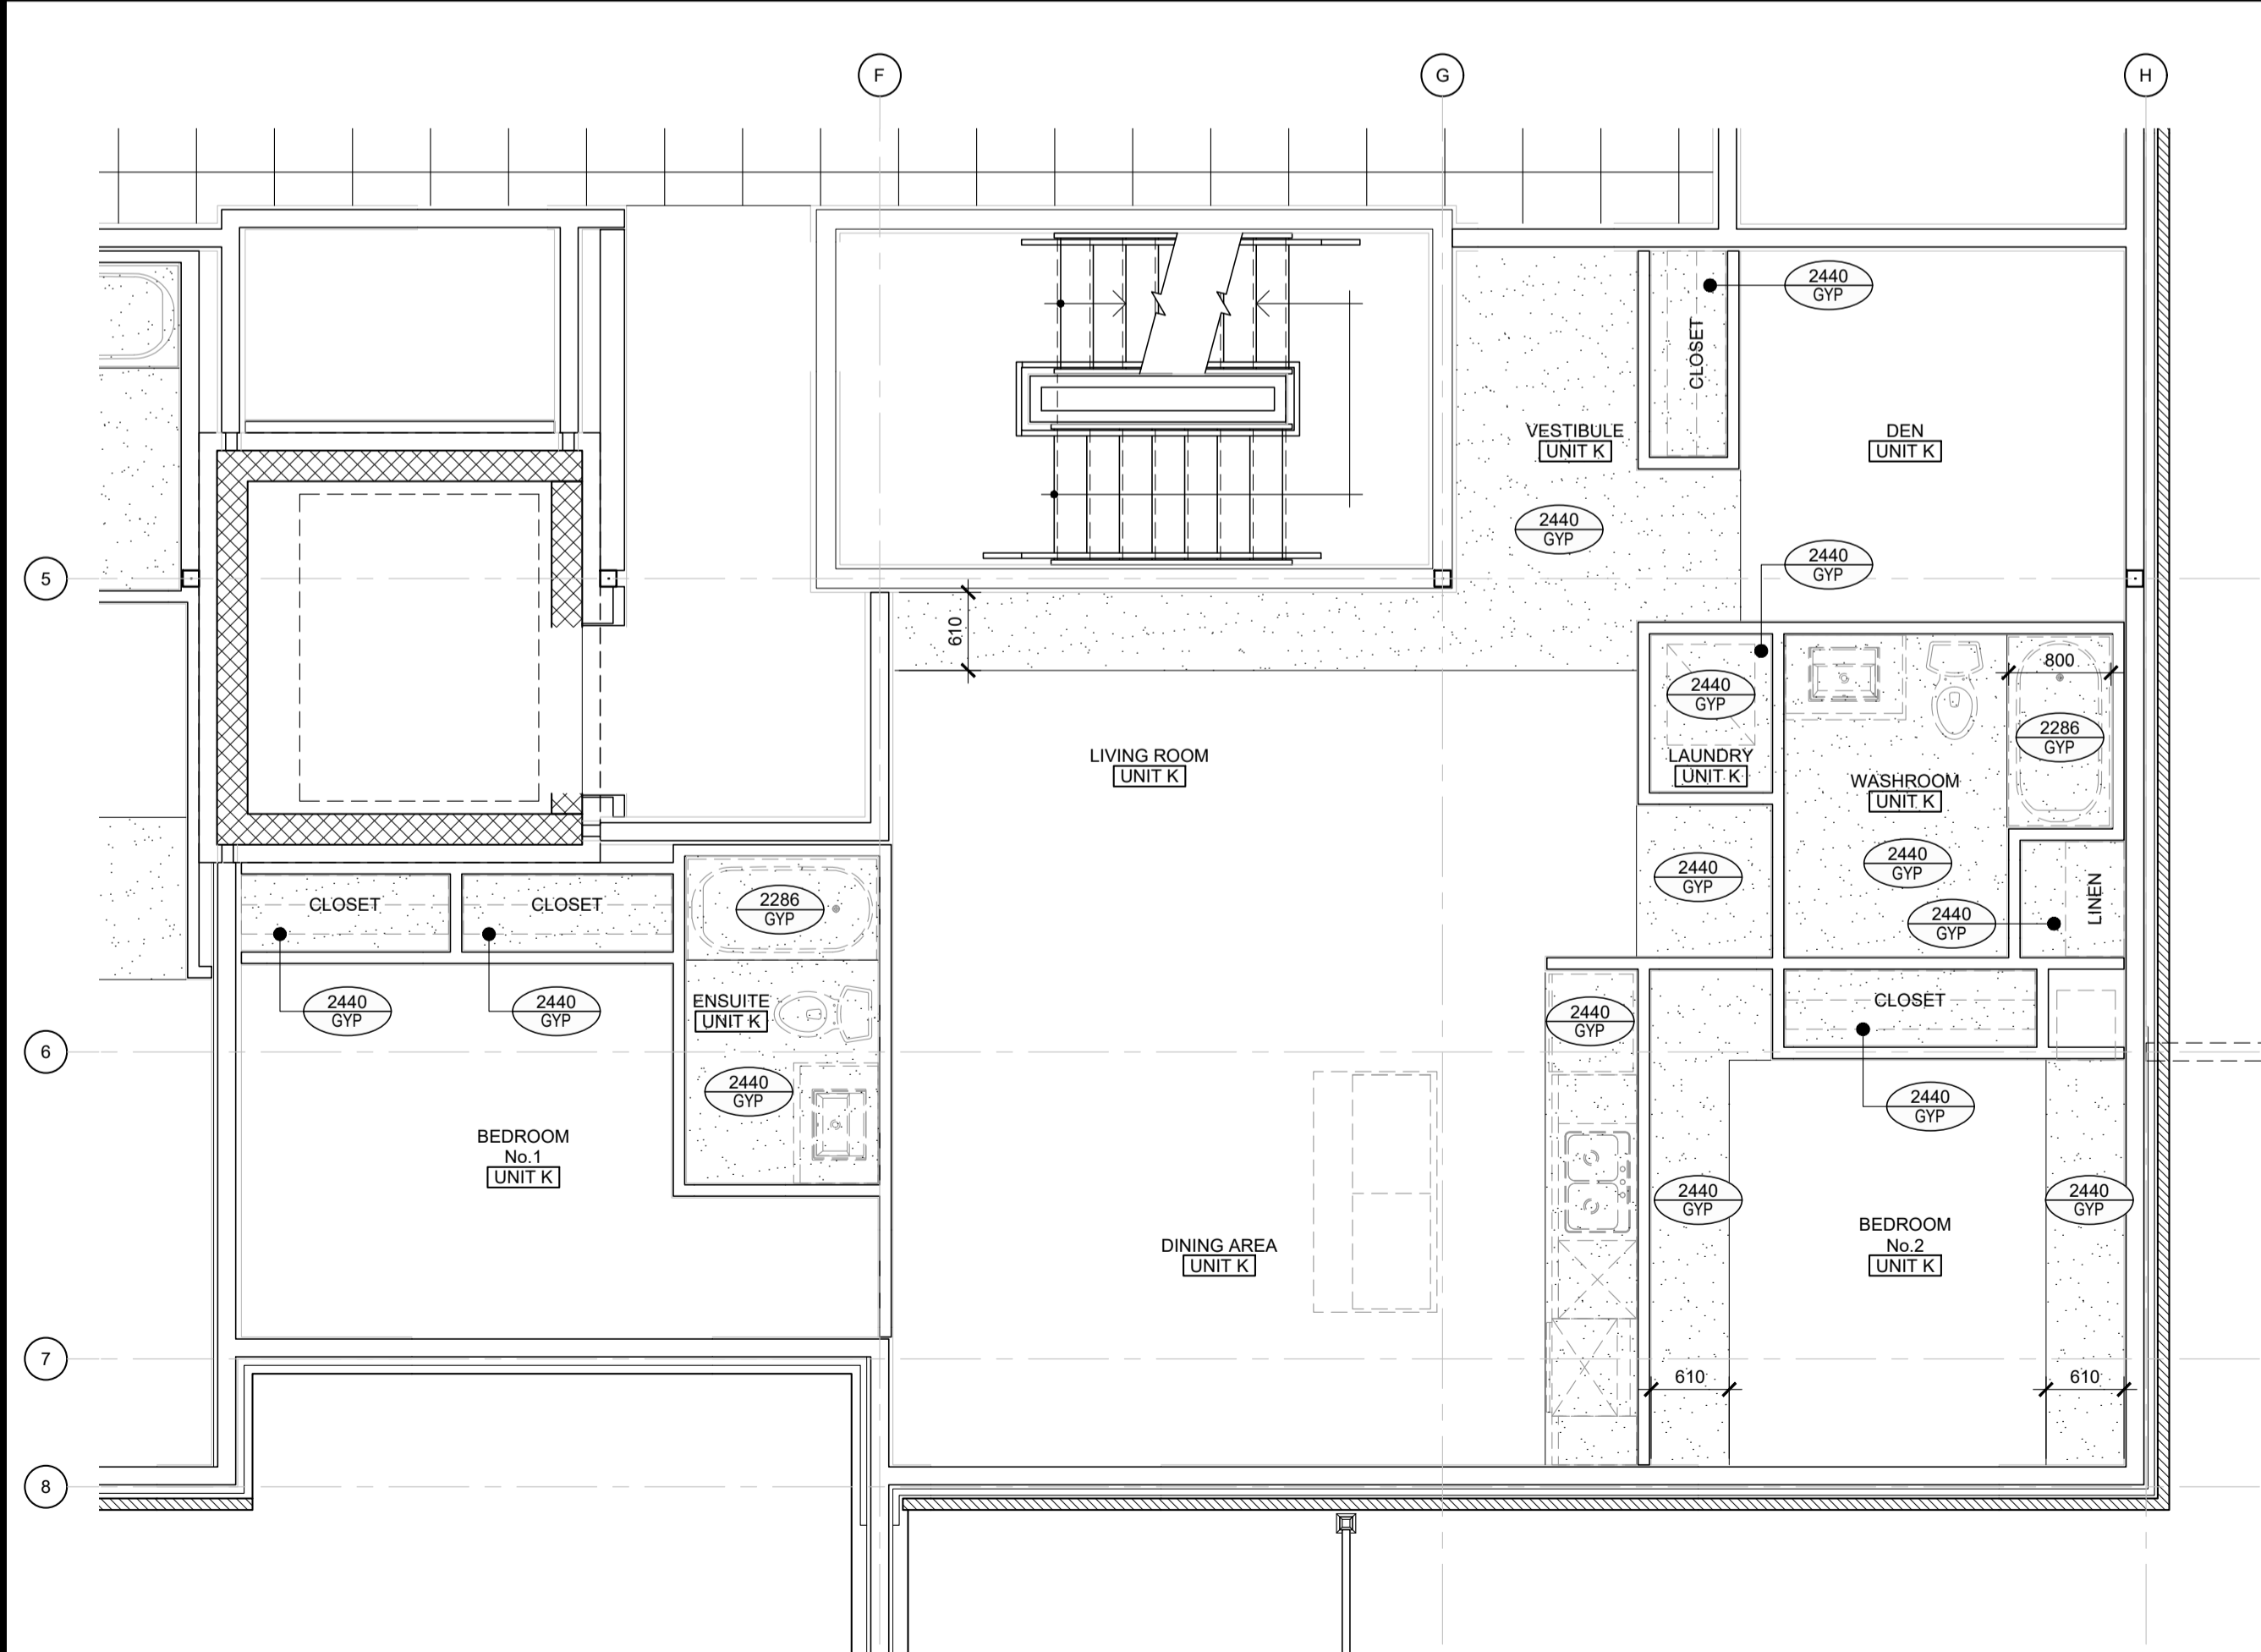 F
G
H
2440
GYP
CLOSET
VESTIBULE
UNIT K
DEN
UNIT K
2440
GYP
2440
GYP
5
610
800
2440
GYP
2286
GYP
LIVING ROOM
UNIT K
LAUNDRY
UNIT K
WASHROOM
UNIT K
2440
GYP
2440
GYP
2440
GYP
LINEN
CLOSET
CLOSET
2286
GYP
2440
GYP
2440
GYP
ENSUITE
UNIT K
2440
GYP
CLOSET
6
2440
GYP
2440
GYP
BEDROOM
No.1
UNIT K
DINING AREA
UNIT K
2440
GYP
2440
GYP
BEDROOM
No.2
UNIT K
7
610
610
8